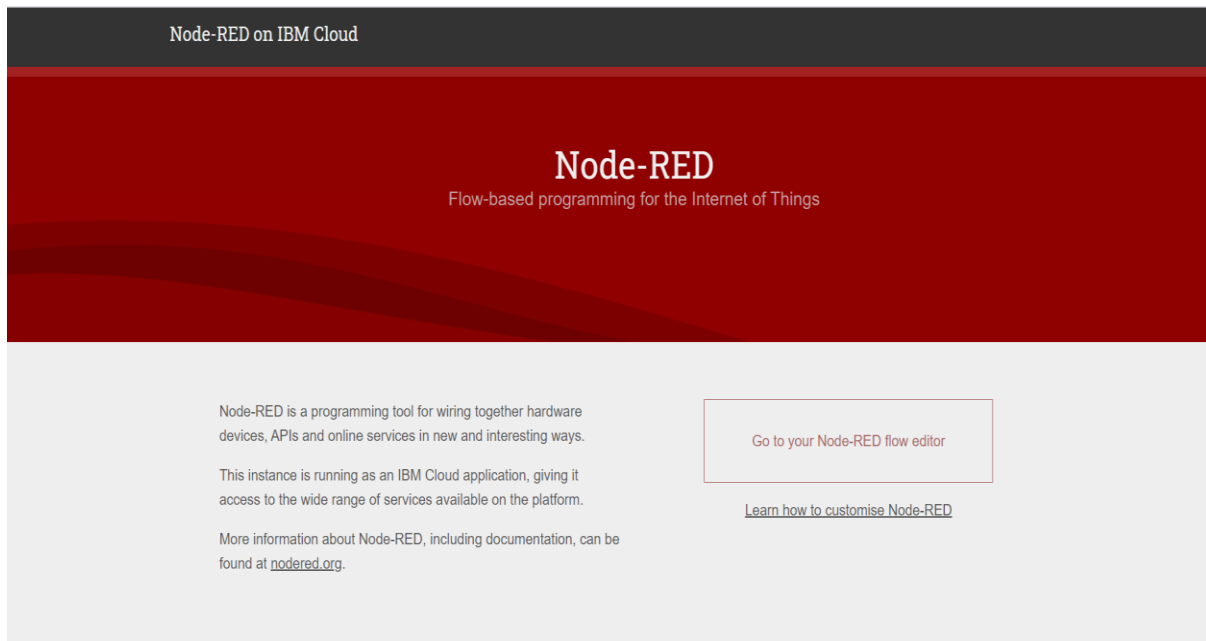 Node-RED on IBM Cloud
Node-RED
Flow-based programming for the Internet of Things
Node-RED is a programming tool for wiring together hardware
devices, APIs and online services in new and interesting ways.
This instance is running as an IBM Cloud application, giving it
access to the wide range of services available on the platform.
More information about Node-RED, including documentation, can be
found at nodered.org.
Go to your Node-RED flow editor
Learn how to customise Node-RED